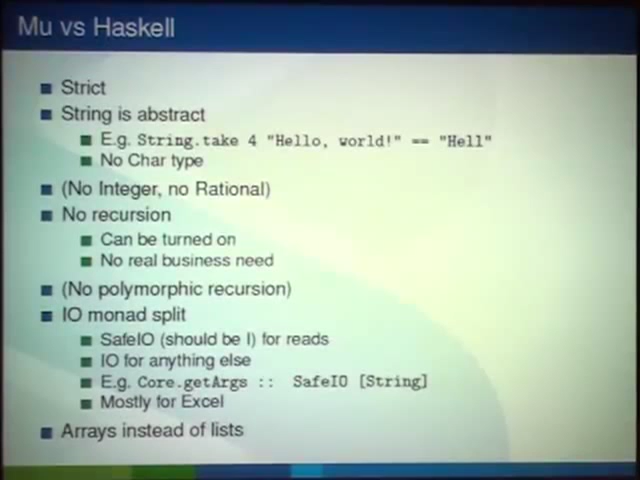 Mu vs Haskell
Strict
String is abstract
E.g. String.take 4 "Hello, world!" == "Hell"
No Char type
(No Integer, no Rational)
No recursion
Can be turned on
No real business need
(No polymorphic recursion)
IO monad split
SafeIO (should be I) for reads
IO for anything else
E.g. Core.getArgs :: SafeIO [String]
Mostly for Excel
Arrays instead of lists